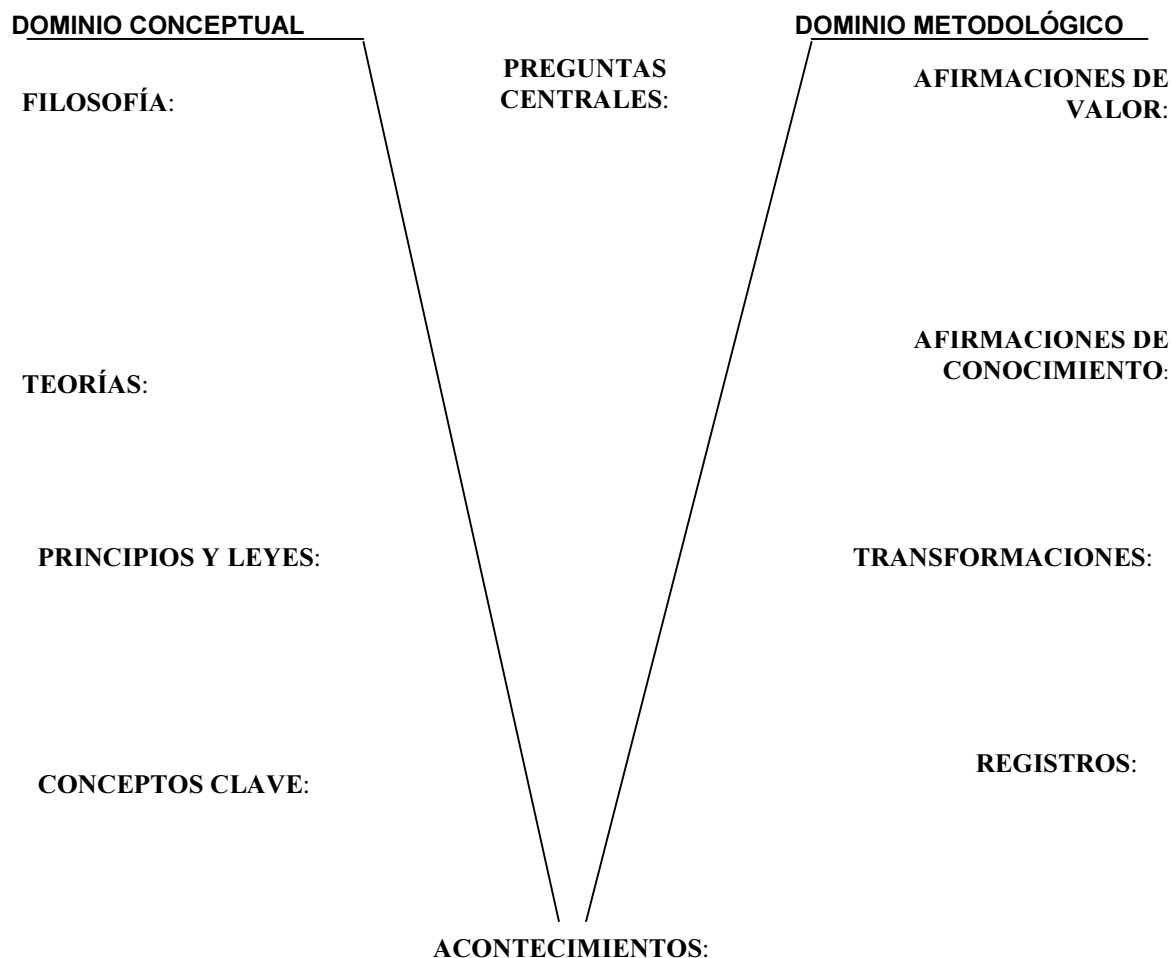 DOMINIO CONCEPTUAL
DOMINIO METODOLÓGICO
PREGUNTAS
CENTRALES:
FILOSOFÍA:
AFIRMACIONES DE
VALOR:
TEORÍAS:
AFIRMACIONES DE
CONOCIMIENTO:
PRINCIPIOS Y LEYES:
TRANSFORMACIONES:
CONCEPTOS CLAVE:
REGISTROS:
ACONTECIMIENTOS: